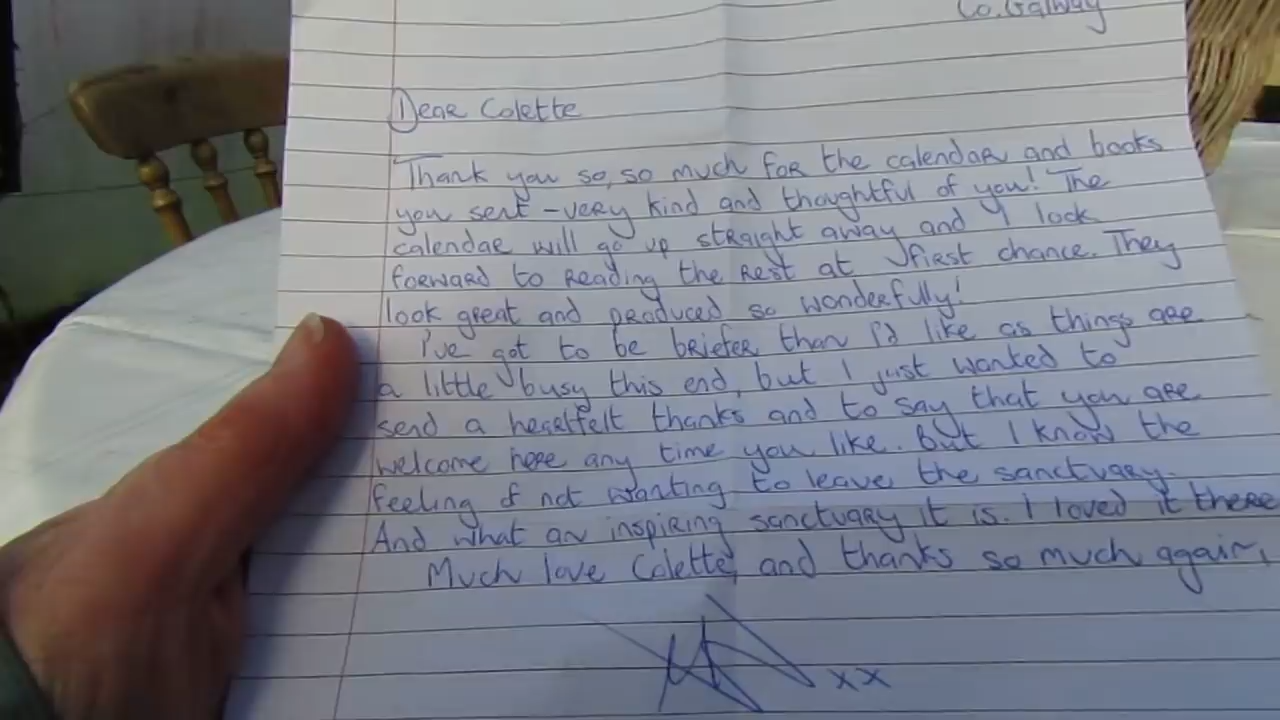 Co. Galway
Dear Colette
Thank you so, so much for the calendar and books
you sent - very kind and thoughtful of you! The
calendar will go up straight away and I look
forward to reading the rest at first chance. They
look great and produced so wonderfully!
I've got to be briefer than I'd like as things are
a little busy this end, but I just wanted to
send a heartfelt thanks and to say that you are
welcome here any time you like. But I know the
feeling of not wanting to leave the sanctuary.
And what an inspiring sanctuary it is. I loved it there
Much love Colette, and thanks so much again,
xx